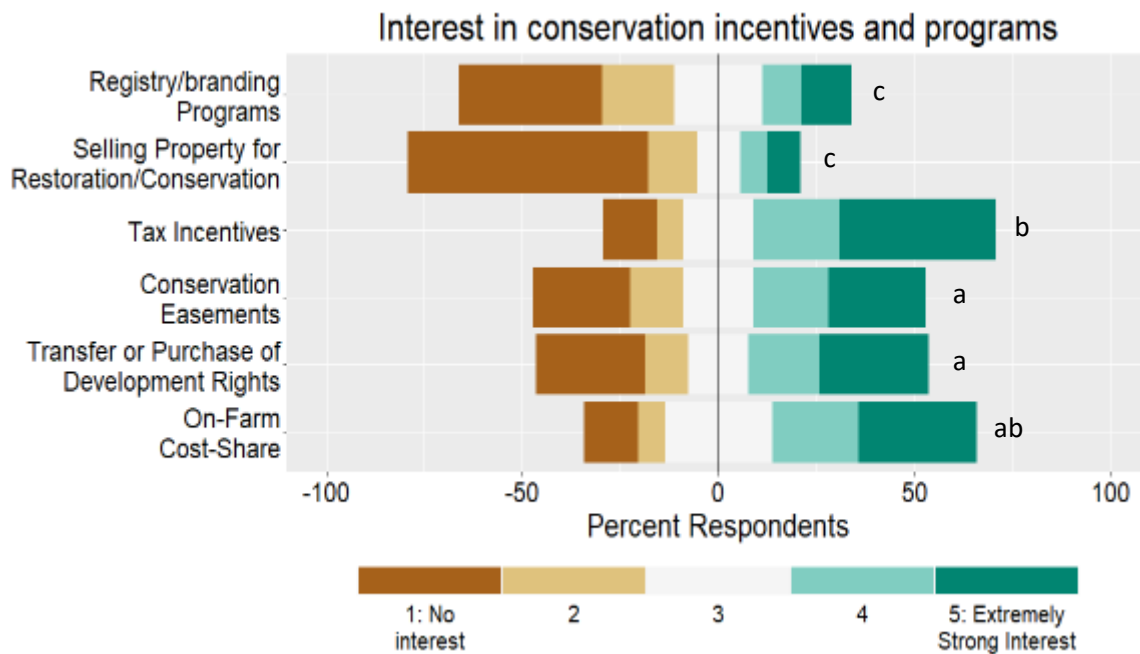 Interest in conservation incentives and programs
Registry/branding
Programs
c
Selling Property for
Restoration/Conservation
c
Tax Incentives
b
Conservation
Easements
a
Transfer or Purchase of
Development Rights
a
On-Farm
Cost-Share
ab
-100 -50 0 50 100
Percent Respondents
1: No
interest
2
3
4
5: Extremely
Strong Interest